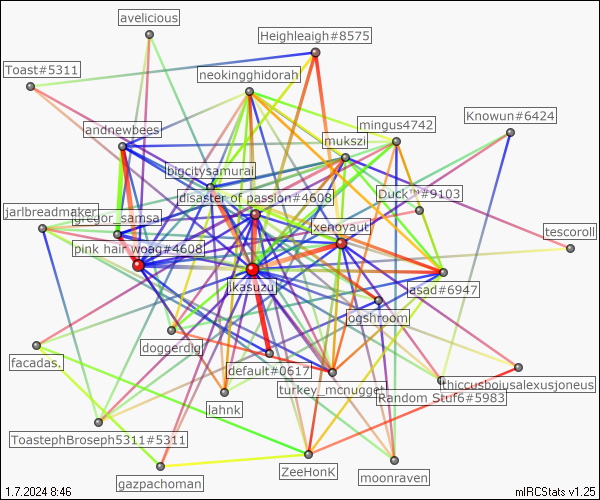 avelicious
Heighleigh#8575
Toast#5311
neokingghidorah
Knowun#6424
mingus4742
andnewbees
mukszi
bigcitysamurai
disaster of passion#4608
Duck™#9103
jarlbreadmaker
gregor_samsa
xenoyaut
tescoroll
pink hair woag#4608
ikasuzu
asad#6947
ogshroom
doggerdigi
facadas.
default#0617
turkey_mcnugget
thiccusboiusalexusjoneus
Random Stuf6#5983
lahnk
ToastephBroseph5311#5311
gazpachoman
ZeeHonK
moonraven
1.7.2024 8:46
mIRCStats v1.25